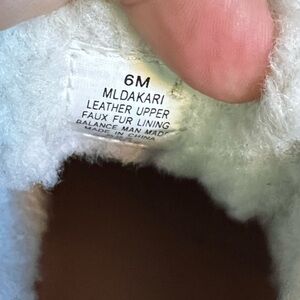 6M
MLDAKARI
LEATHER UPPER
FAUX FUR LINING
BALANCE MAN MADE
MADE IN CHINA